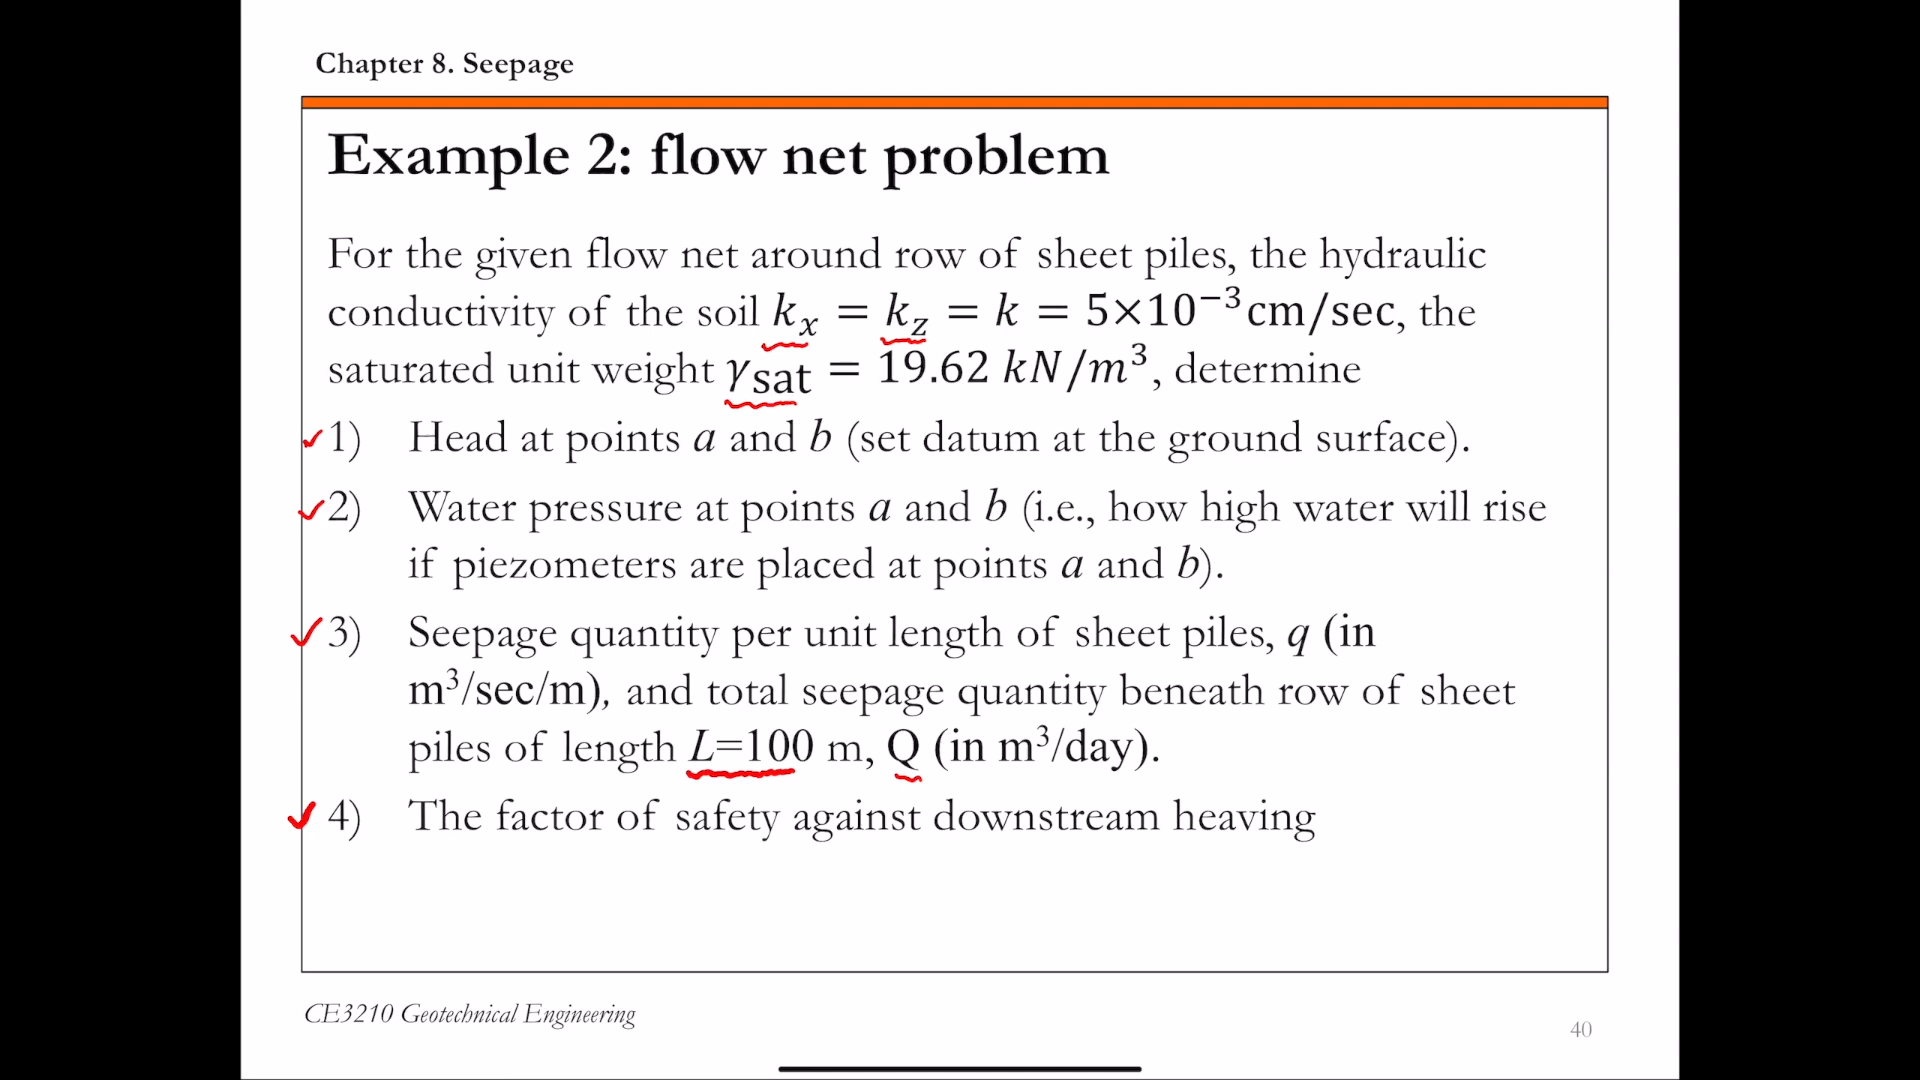 Chapter 8. Seepage
Example 2: flow net problem
For the given flow net around row of sheet piles, the hydraulic
conductivity of the soil kₓ = k_z = k = 5×10⁻³cm/sec, the
saturated unit weight γsat = 19.62 kN/m³, determine
1) Head at points a and b (set datum at the ground surface).
2) Water pressure at points a and b (i.e., how high water will rise
if piezometers are placed at points a and b).
3) Seepage quantity per unit length of sheet piles, q (in
m³/sec/m), and total seepage quantity beneath row of sheet
piles of length L=100 m, Q (in m³/day).
4) The factor of safety against downstream heaving
CE3210 Geotechnical Engineering
40